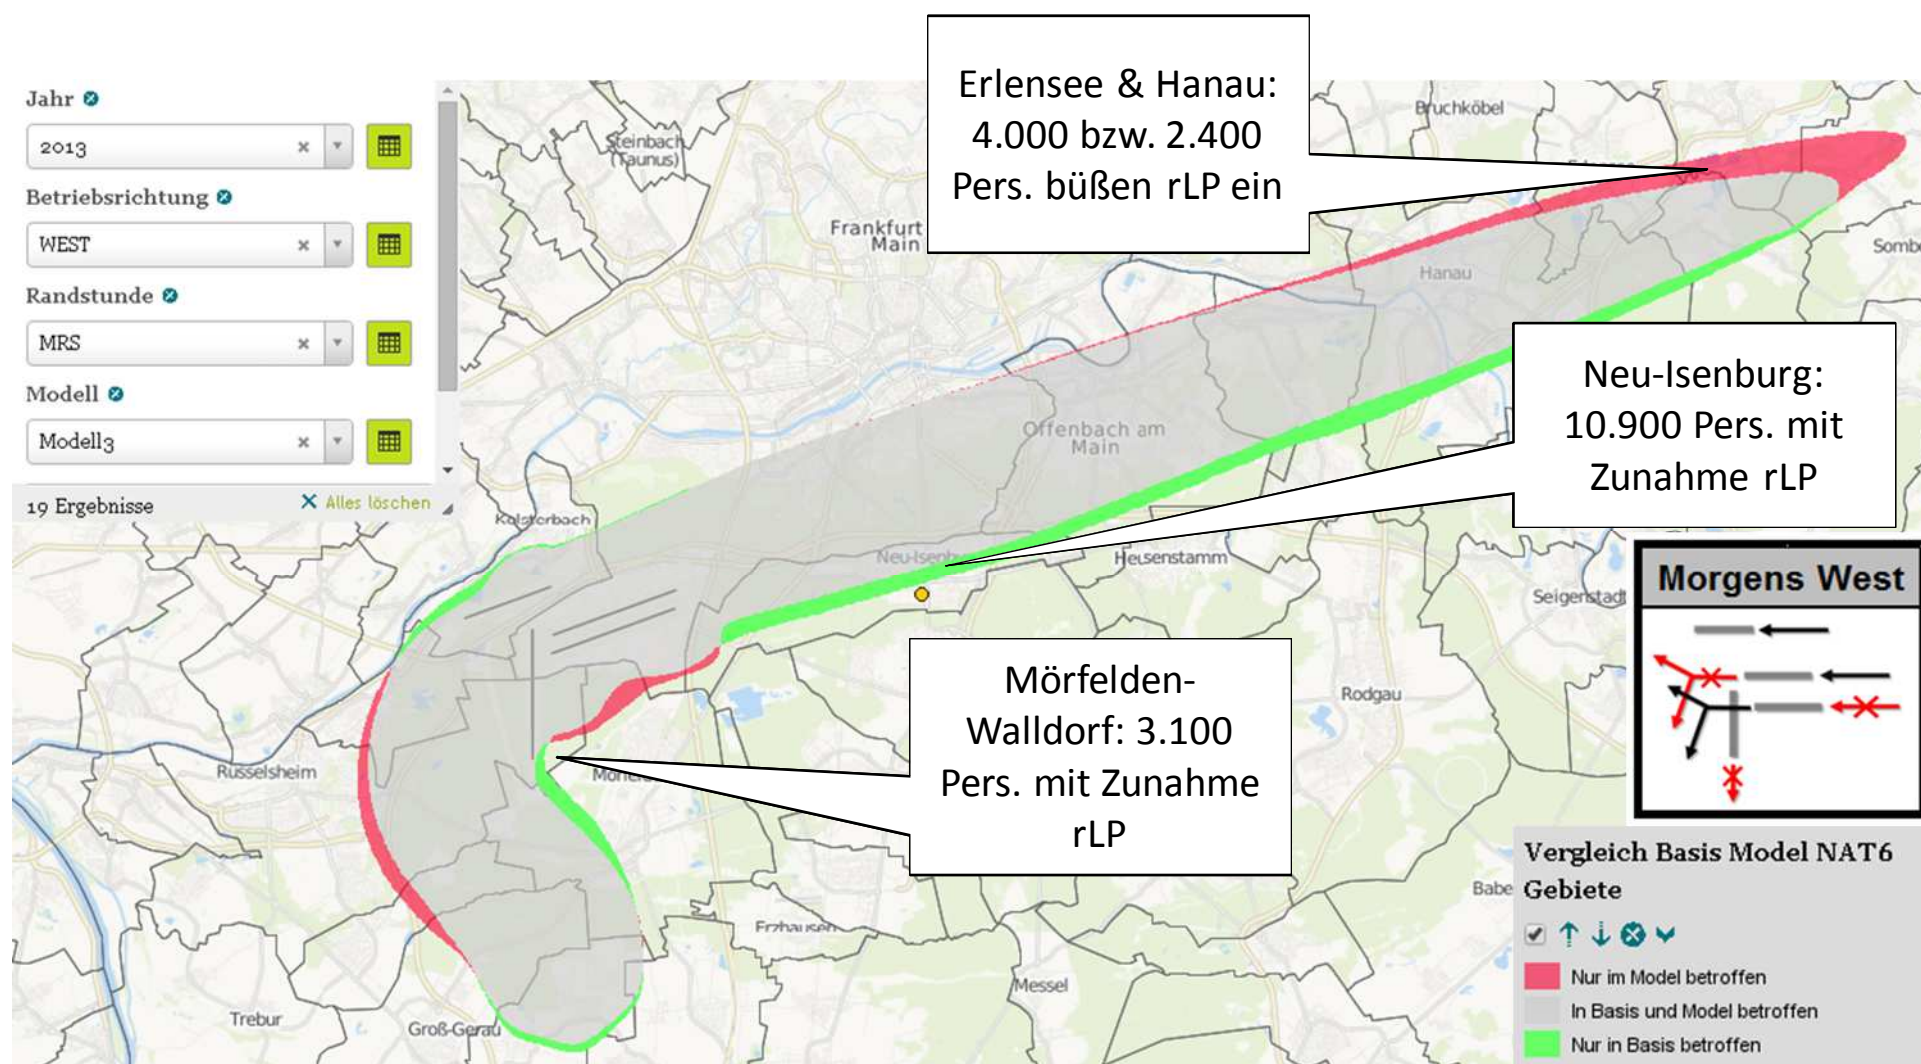 Jahr
2013
Betriebsrichtung
WEST
Randstunde
MRS
Modell
Modell3
19 Ergebnisse
Alles löschen
Erlensee & Hanau:
4.000 bzw. 2.400
Pers. büßen rLP ein
Neu-Isenburg:
10.900 Pers. mit
Zunahme rLP
Mörfelden-
Walldorf: 3.100
Pers. mit Zunahme
rLP
Steinbach
(Taunus)
Frankfurt
Main
Bruchköbel
Hanau
Offenbach am
Main
Kelsterbach
Heusenstamm
Rodgau
Rüsselsheim
Trebur
Groß-Gerau
Erzhausen
Messel
Morgens West
Vergleich Basis Model NAT6
Gebiete
Nur im Model betroffen
In Basis und Model betroffen
Nur in Basis betroffen